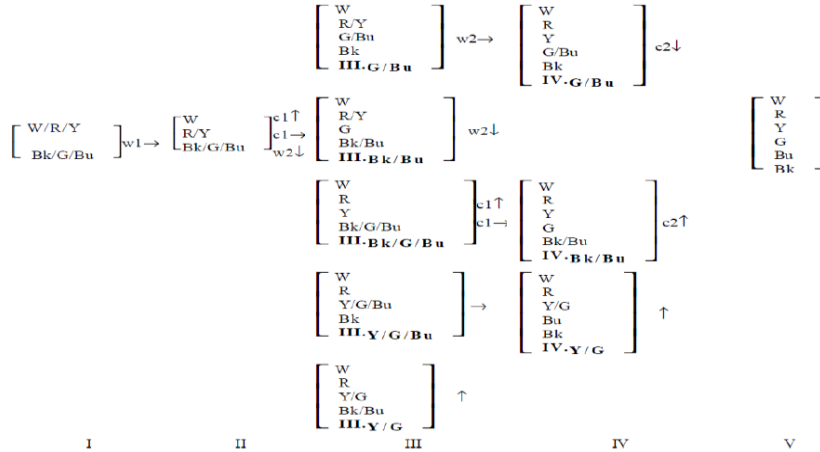 W
R/Y
G/Bu
Bk
III.G/Bu
w2→
W
R
Y
G/Bu
Bk
IV.G/Bu
c2↓
W/R/Y
Bk/G/Bu
w1→
W
R/Y
Bk/G/Bu
c1↑
c1→
w2↓
W
R/Y
G
Bk/Bu
III.Bk/Bu
w2↓
W
R
Y
G
Bu
Bk
W
R
Y
Bk/G/Bu
III.Bk/G/Bu
c1↑
c1⊣
W
R
Y
G
Bk/Bu
IV.Bk/Bu
c2↑
W
R
Y/G/Bu
Bk
III.Y/G/Bu
→
W
R
Y/G
Bu
Bk
IV.Y/G
↑
W
R
Y/G
Bk/Bu
III.Y/G
↑
I II III IV V